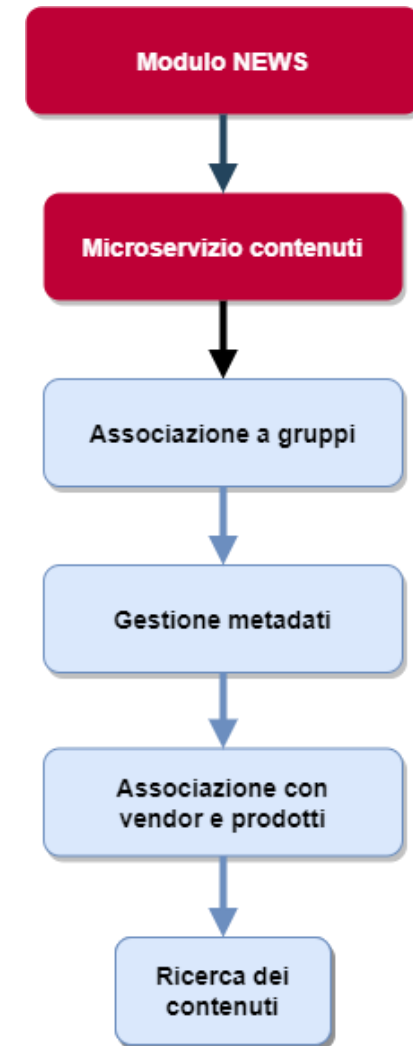 Modulo NEWS
Microservizio contenuti
Associazione a gruppi
Gestione metadati
Associazione con
vendor e prodotti
Ricerca dei
contenuti